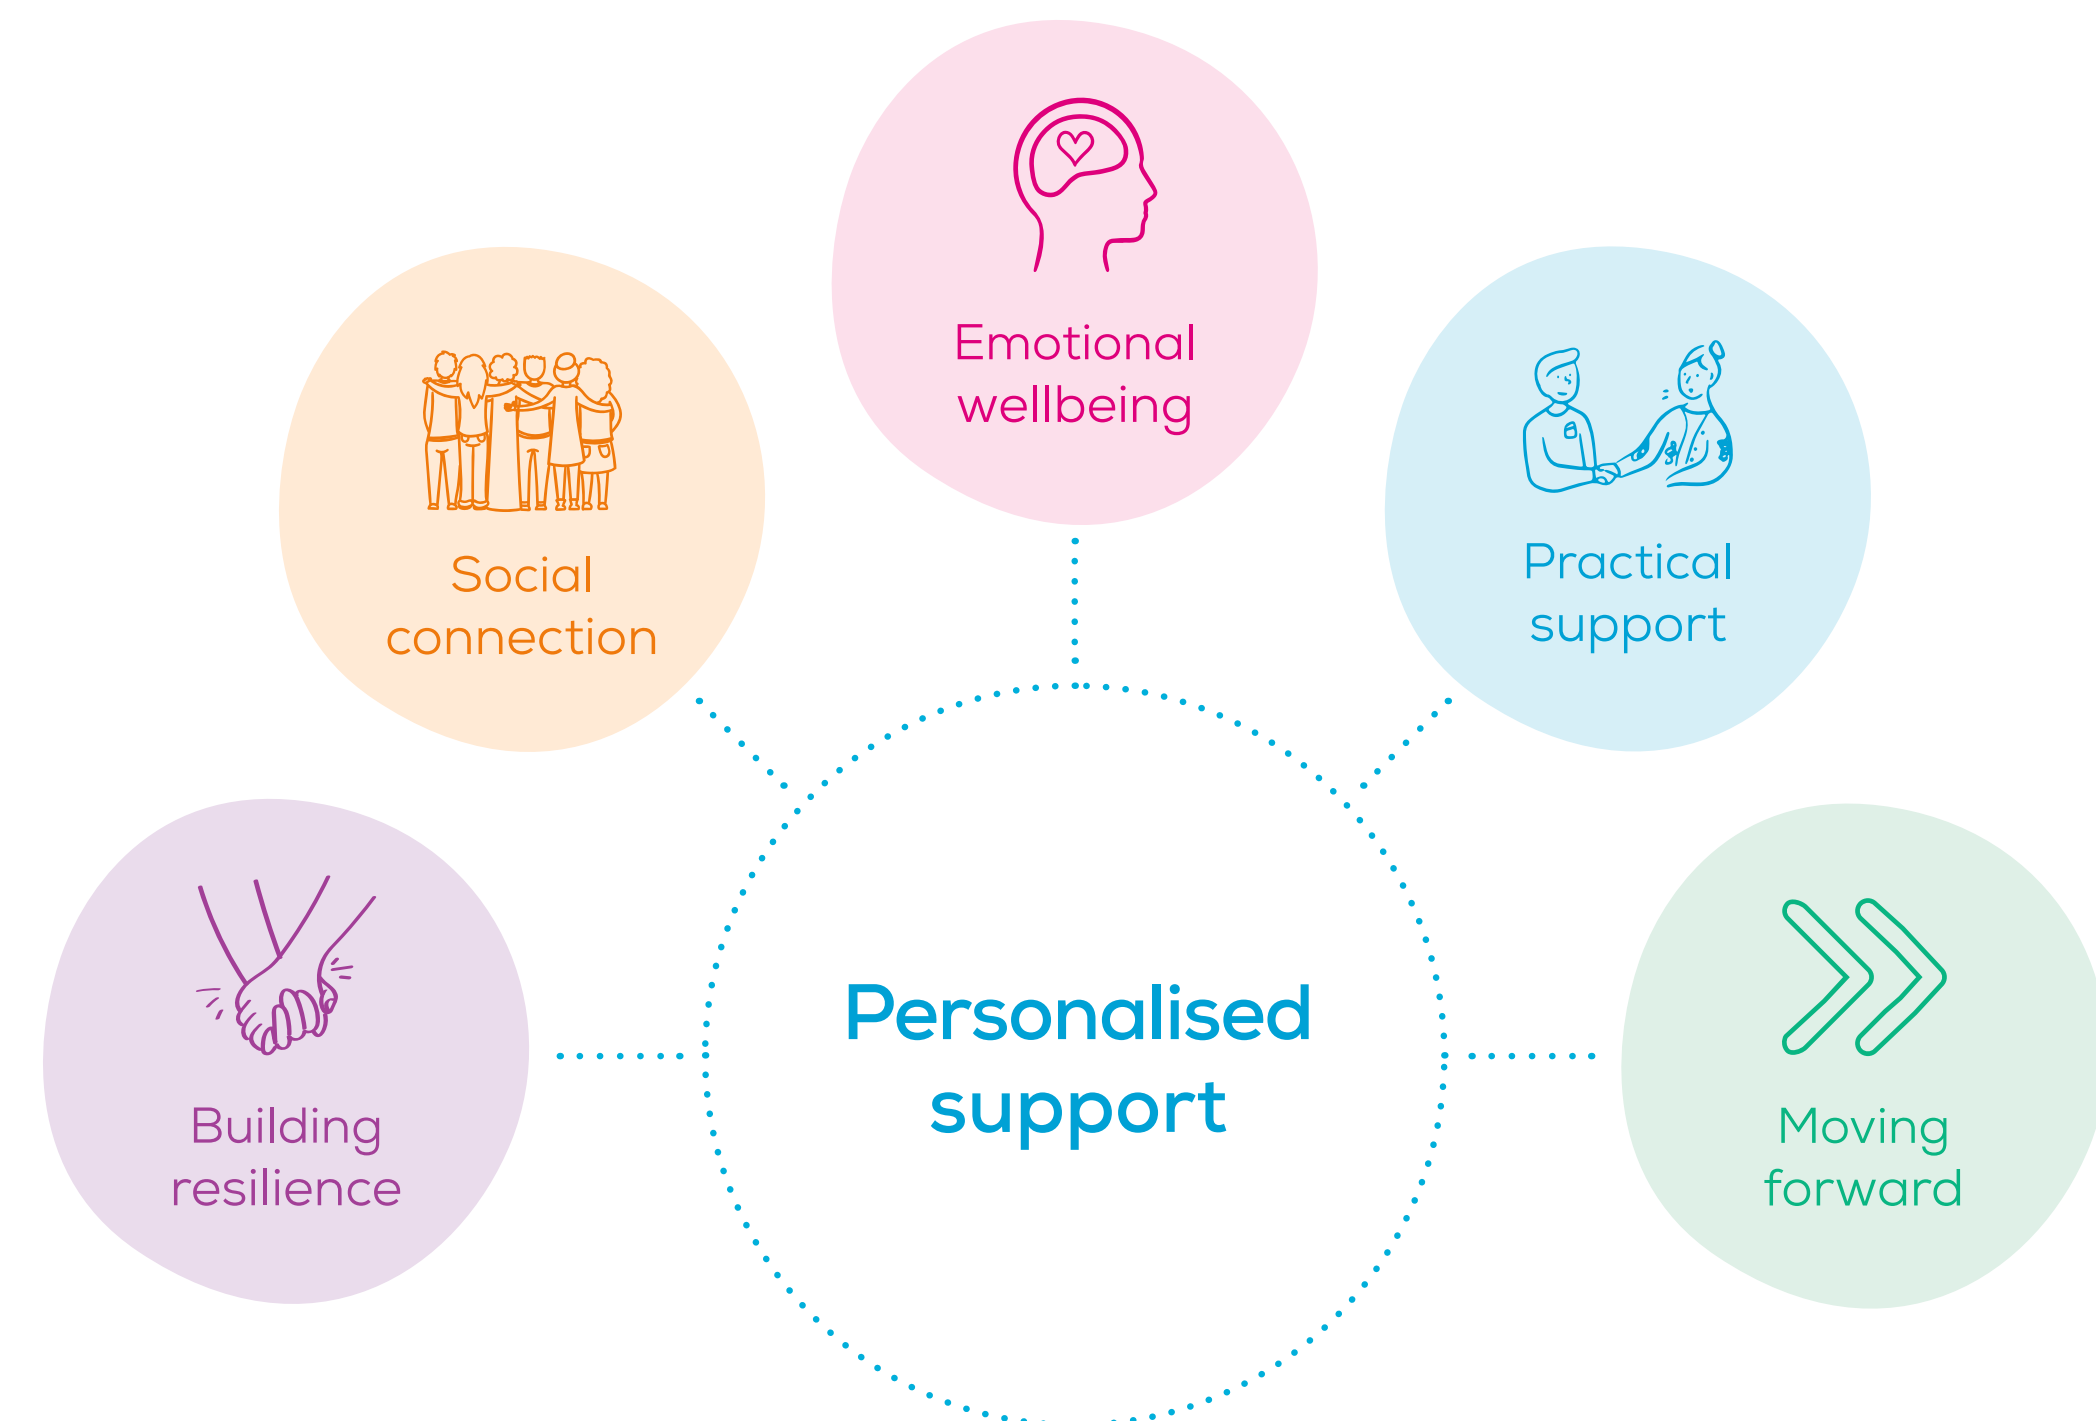 Emotional
wellbeing
Social
connection
Practical
support
Building
resilience
Personalised
support
Moving
forward